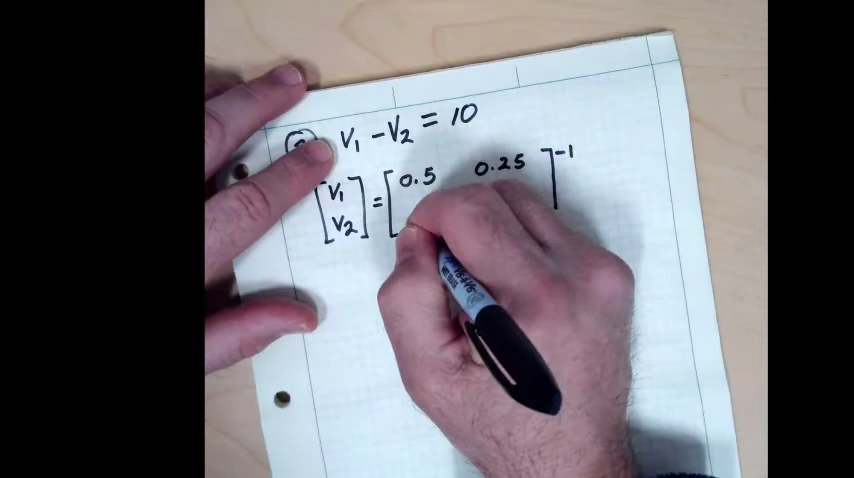 V₁ - V₂ = 10
[V₁ V₂] = [0.5 0.25]⁻¹